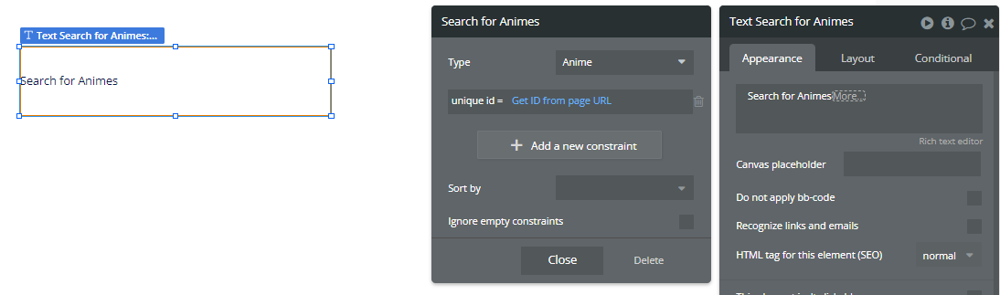 Text Search for Animes:...
Search for Animes
Search for Animes
Type
Anime
unique id = Get ID from page URL
Add a new constraint
Sort by
Ignore empty constraints
Close
Delete
Text Search for Animes
Appearance
Layout
Conditional
Search for AnimesMore...
Rich text editor
Canvas placeholder
Do not apply bb-code
Recognize links and emails
HTML tag for this element (SEO)
normal